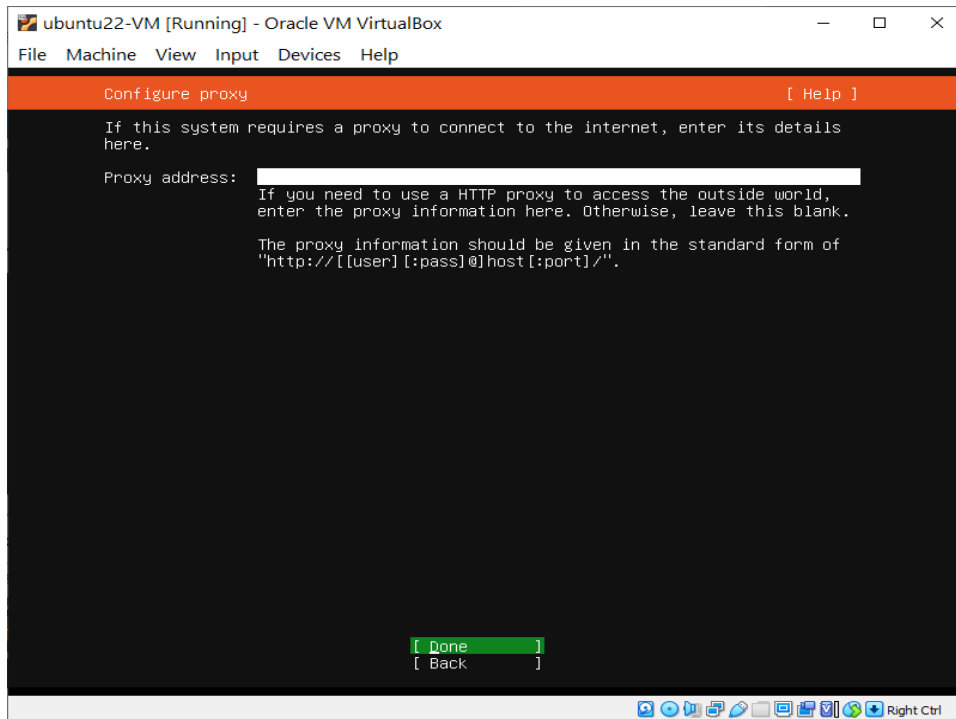 ubuntu22-VM [Running] - Oracle VM VirtualBox
File Machine View Input Devices Help
Configure proxy [ Help ]
If this system requires a proxy to connect to the internet, enter its details
here.
Proxy address:
If you need to use a HTTP proxy to access the outside world,
enter the proxy information here. Otherwise, leave this blank.
The proxy information should be given in the standard form of
"http://[[user][:pass]@]host[:port]/".
[ Done ]
[ Back ]
Right Ctrl